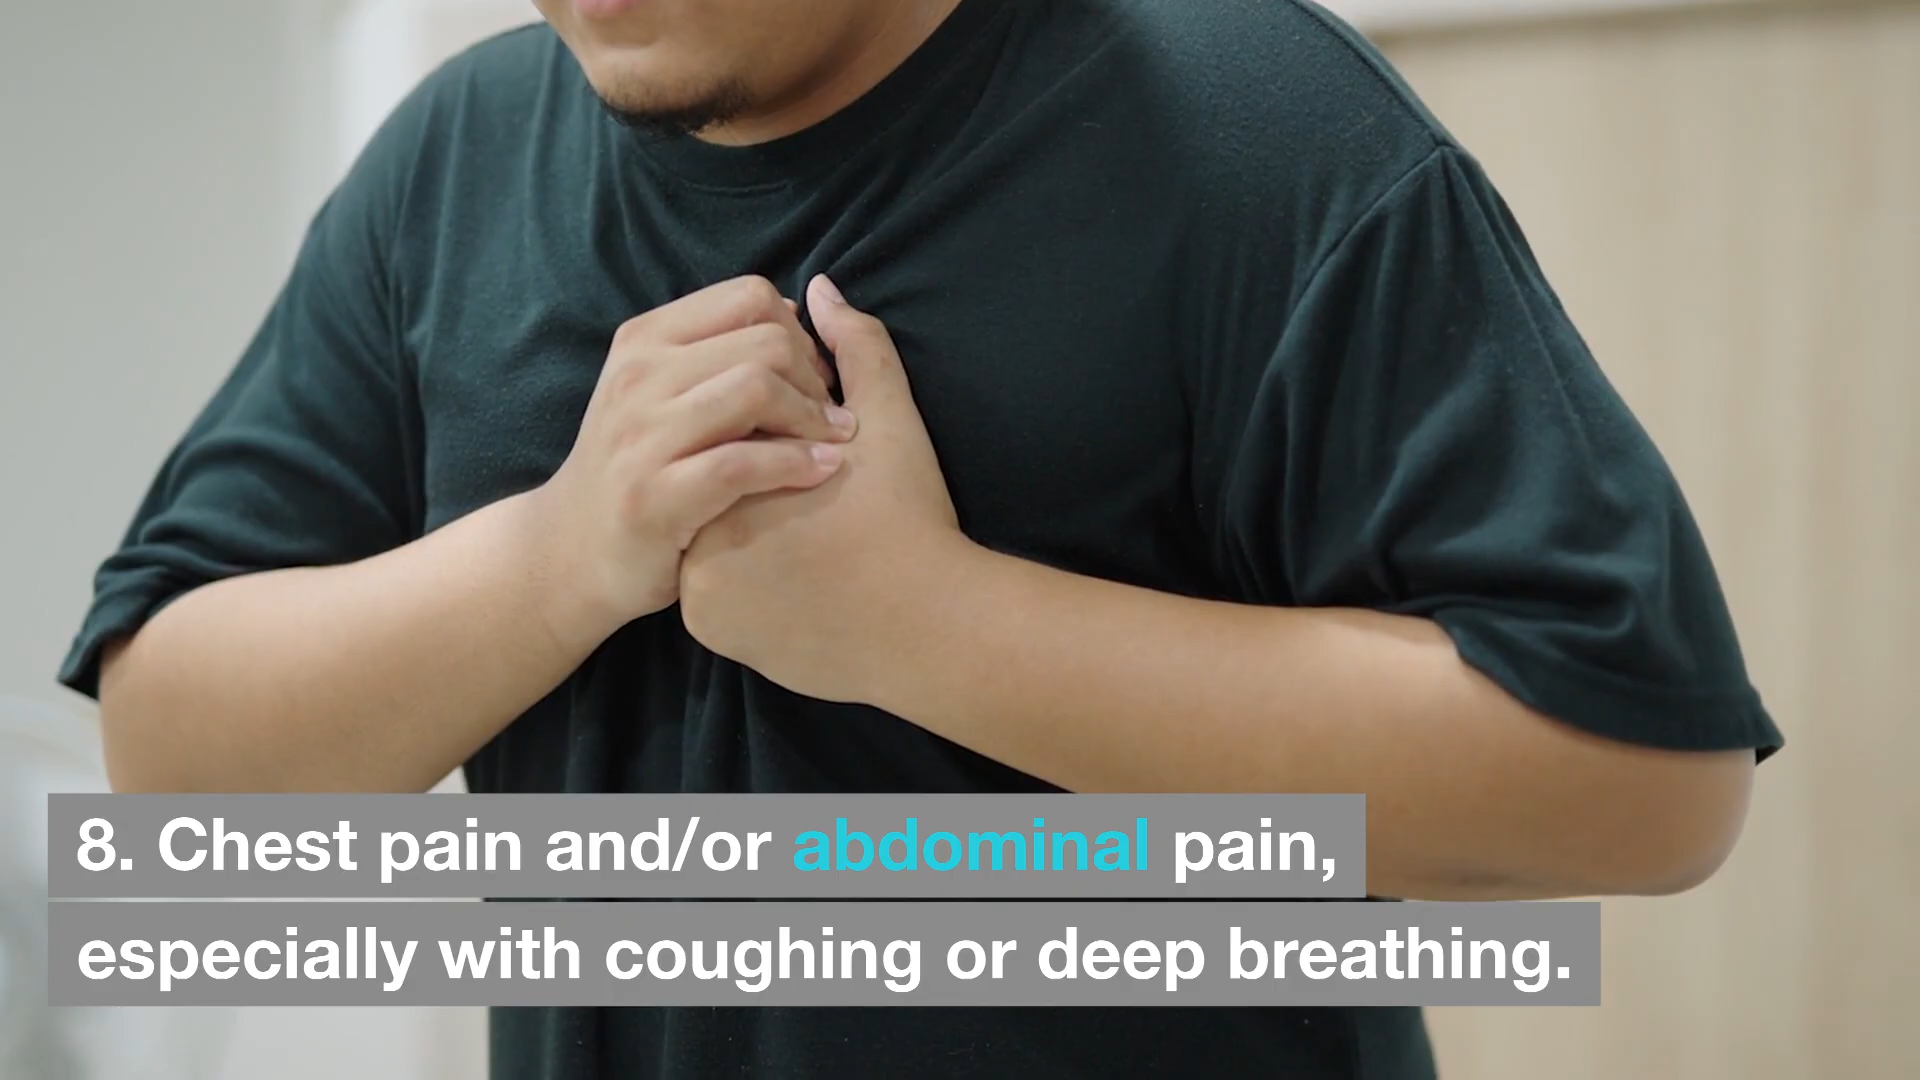 8. Chest pain and/or abdominal pain,
especially with coughing or deep breathing.